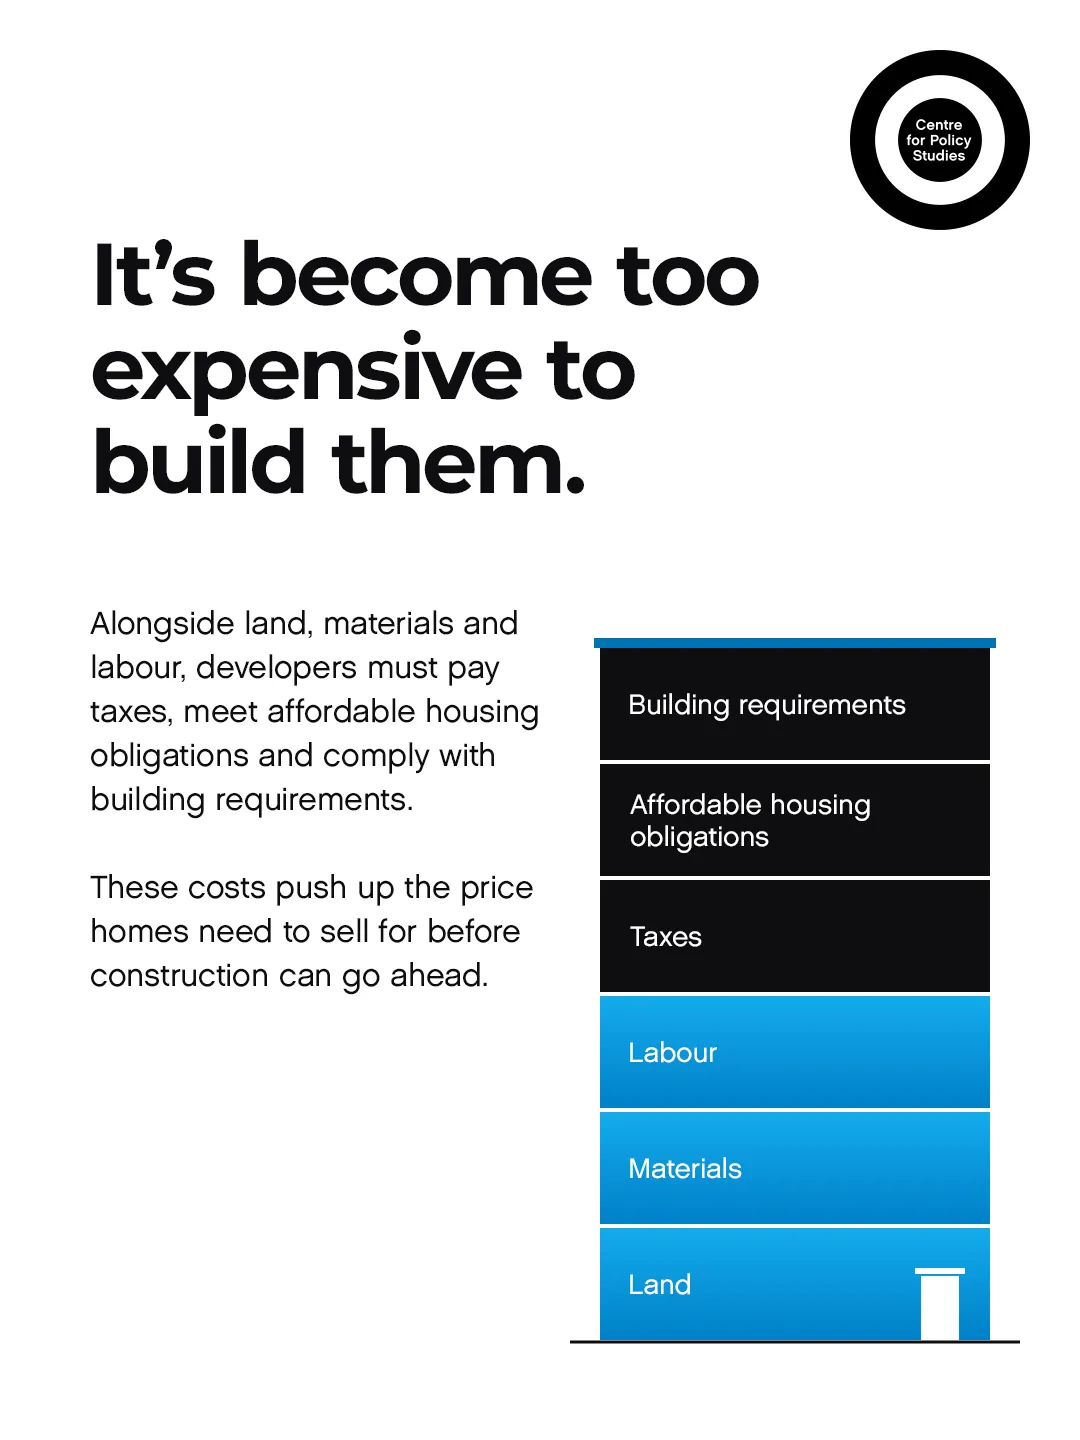 Centre
for Policy
Studies
It’s become too
expensive to
build them.
Alongside land, materials and
labour, developers must pay
taxes, meet affordable housing
obligations and comply with
building requirements.
These costs push up the price
homes need to sell for before
construction can go ahead.
Building requirements
Affordable housing
obligations
Taxes
Labour
Materials
Land